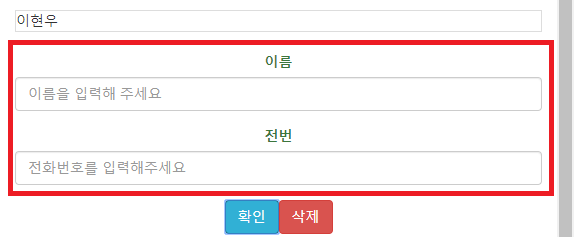 이현우
이름
이름을 입력해 주세요
전번
전화번호를 입력해주세요
확인 삭제